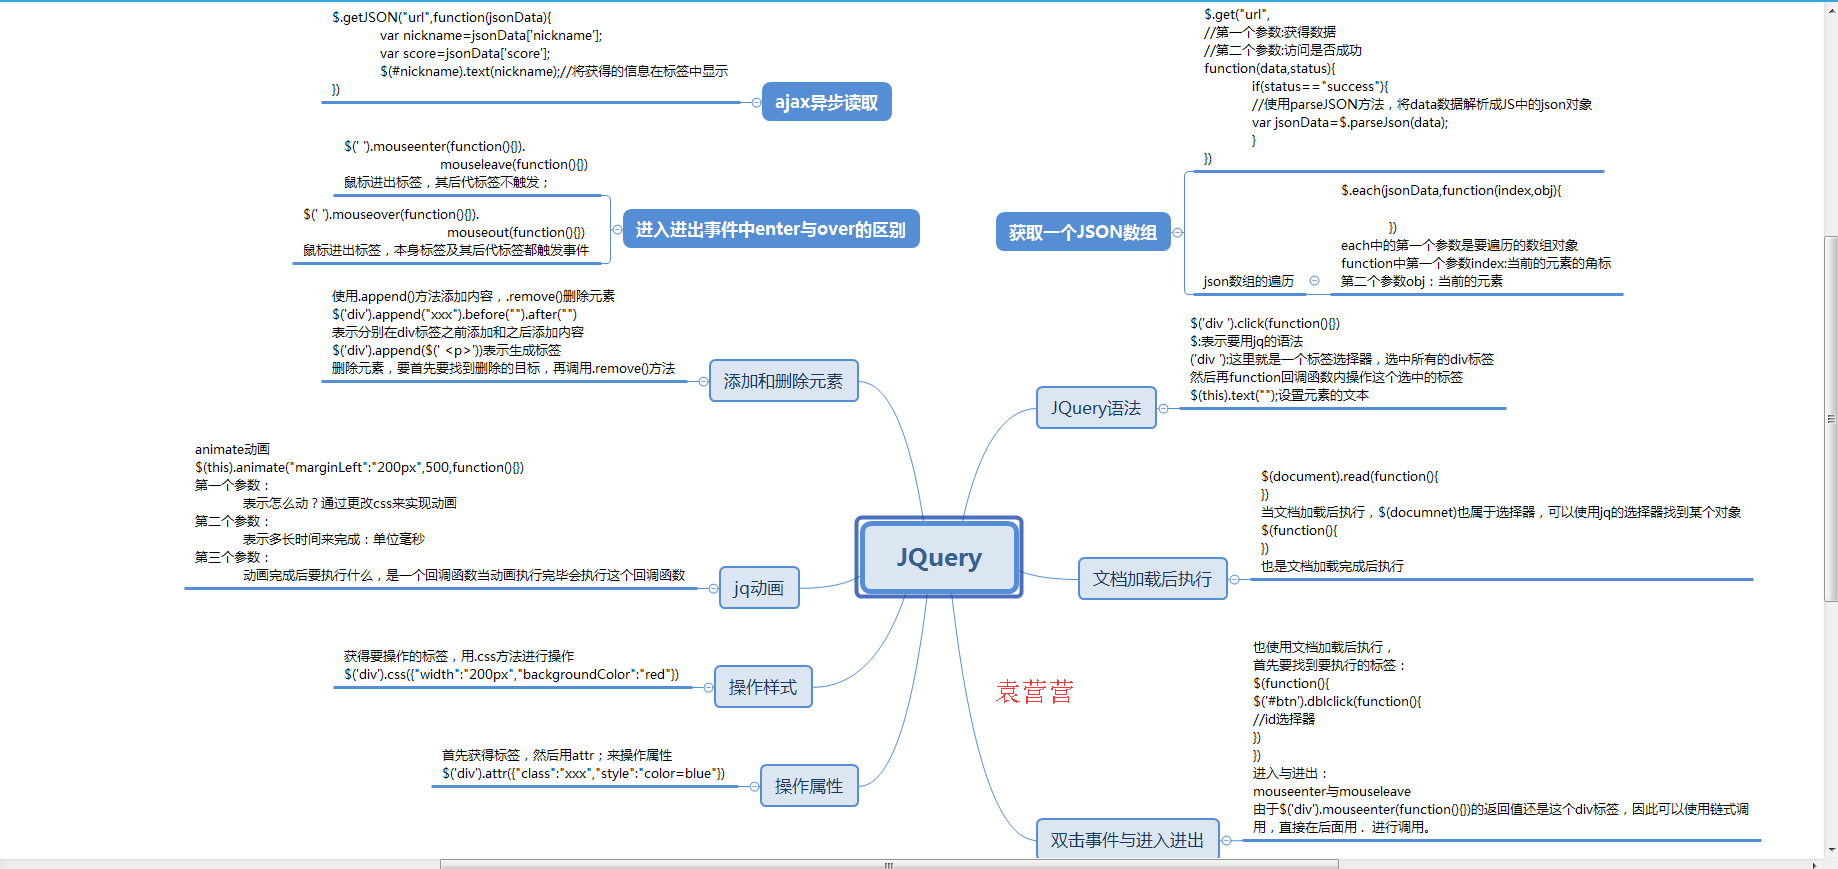 $.getJSON("url",function(jsonData){
var nickname=jsonData['nickname'];
var score=jsonData['score'];
$(#nickname).text(nickname);//将获得的信息在标签中显示
})
ajax异步读取
$(' ').mouseenter(function(){}).
mouseleave(function(){})
鼠标进出标签，其后代标签不触发；
$(' ').mouseover(function(){}).
mouseout(function(){})
鼠标进出标签，本身标签及其后代标签都触发事件
进入进出事件中enter与over的区别
使用.append()方法添加内容，.remove()删除元素
$('div').append("xxx").before("").after("")
表示分别在div标签之前添加和之后添加内容
$('div').append($(' <p>'))表示生成标签
删除元素，要首先要找到删除的目标，再调用.remove()方法
添加和删除元素
animate动画
$(this).animate("marginLeft":"200px",500,function(){})
第一个参数：
表示怎么动？通过更改css来实现动画
第二个参数：
表示多长时间来完成：单位毫秒
第三个参数：
动画完成后要执行什么，是一个回调函数当动画执行完毕会执行这个回调函数
jq动画
获得要操作的标签，用.css方法进行操作
$('div').css({"width":"200px","backgroundColor":"red"})
操作样式
首先获得标签，然后用attr；来操作属性
$('div').attr({"class":"xxx","style":"color=blue"})
操作属性
JQuery
袁营营
$.get("url",
//第一个参数:获得数据
//第二个参数:访问是否成功
function(data,status){
if(status=="success"){
//使用parseJSON方法，将data数据解析成JS中的json对象
var jsonData=$.parseJson(data);
}
})
获取一个JSON数组
$.each(jsonData,function(index,obj){
})
each中的第一个参数是要遍历的数组对象
function中第一个参数index:当前的元素的角标
第二个参数obj：当前的元素
json数组的遍历
$('div ').click(function(){})
$:表示要用jq的语法
('div '):这里就是一个标签选择器，选中所有的div标签
然后再function回调函数内操作这个选中的标签
$(this).text("");设置元素的文本
JQuery语法
$(document).read(function(){
})
当文档加载后执行，$(documnet)也属于选择器，可以使用jq的选择器找到某个对象
$(function(){
})
也是文档加载完成后执行
文档加载后执行
也使用文档加载后执行，
首先要找到要执行的标签：
$(function(){
$('#btn').dblclick(function(){
//id选择器
})
})
进入与进出：
mouseenter与mouseleave
由于$('div').mouseenter(function(){})的返回值还是这个div标签，因此可以使用链式调
用，直接在后面用 . 进行调用。
双击事件与进入进出